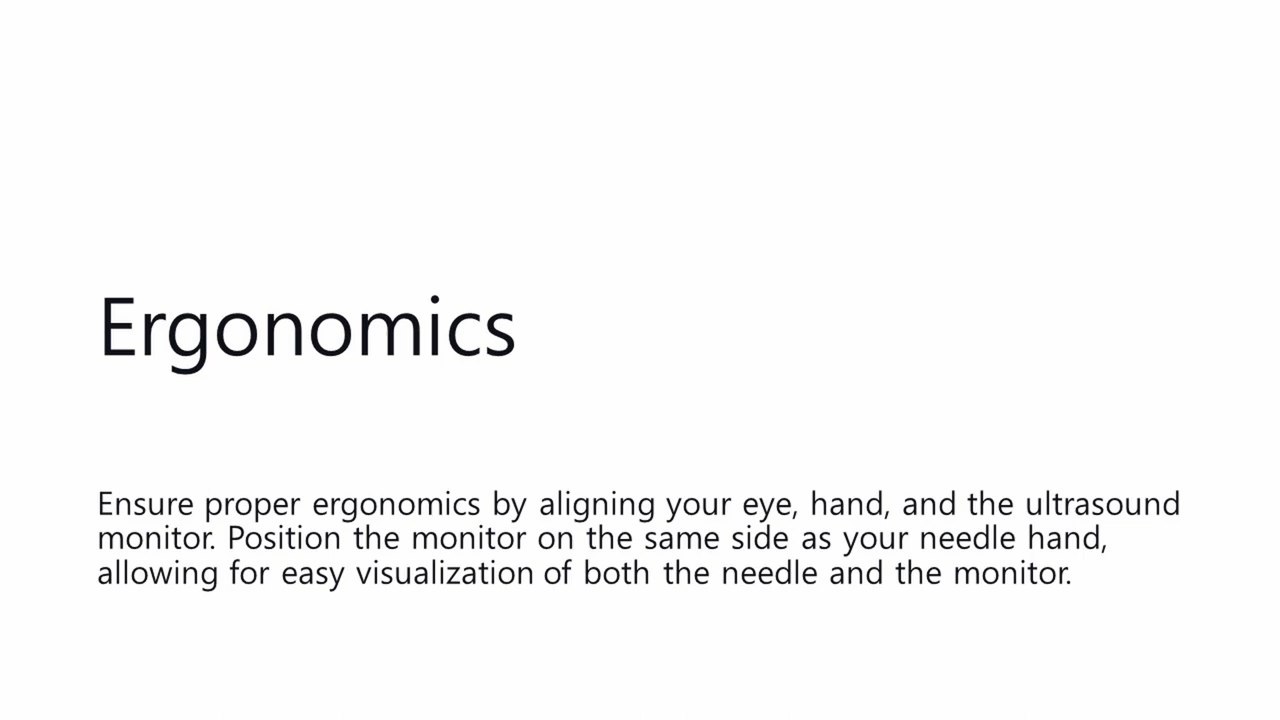 Ergonomics
Ensure proper ergonomics by aligning your eye, hand, and the ultrasound
monitor. Position the monitor on the same side as your needle hand,
allowing for easy visualization of both the needle and the monitor.